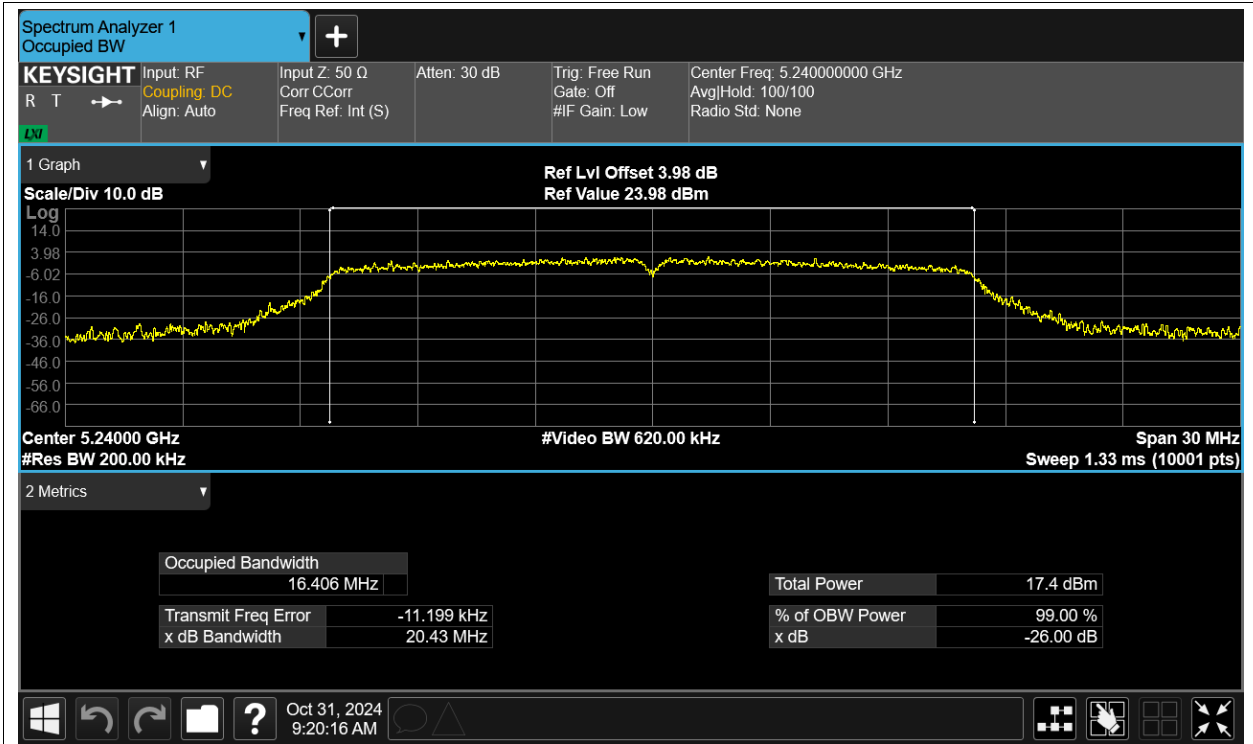 Spectrum Analyzer 1
Occupied BW
KEYSIGHT
R T
LXI
Input: RF
Coupling: DC
Align: Auto
Input Z: 50 Ω
Corr CCorr
Freq Ref: Int (S)
Atten: 30 dB
Trig: Free Run
Gate: Off
#IF Gain: Low
Center Freq: 5.240000000 GHz
Avg|Hold: 100/100
Radio Std: None
1 Graph
Scale/Div 10.0 dB
Ref Lvl Offset 3.98 dB
Ref Value 23.98 dBm
Log
14.0
3.98
-6.02
-16.0
-26.0
-36.0
-46.0
-56.0
-66.0
Center 5.24000 GHz
#Video BW 620.00 kHz
Span 30 MHz
#Res BW 200.00 kHz
Sweep 1.33 ms (10001 pts)
2 Metrics
Occupied Bandwidth
16.406 MHz
Transmit Freq Error -11.199 kHz
x dB Bandwidth 20.43 MHz
Total Power 17.4 dBm
% of OBW Power 99.00 %
x dB -26.00 dB
?
Oct 31, 2024
9:20:16 AM